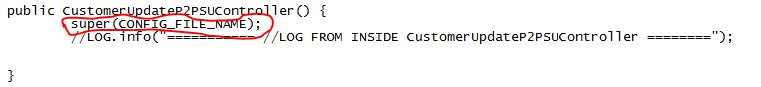 public CustomerUpdateP2PSUController() {
super(CONFIG_FILE_NAME);
//LOG.info("=========== //LOG FROM INSIDE CustomerUpdateP2PSUController ========");
}